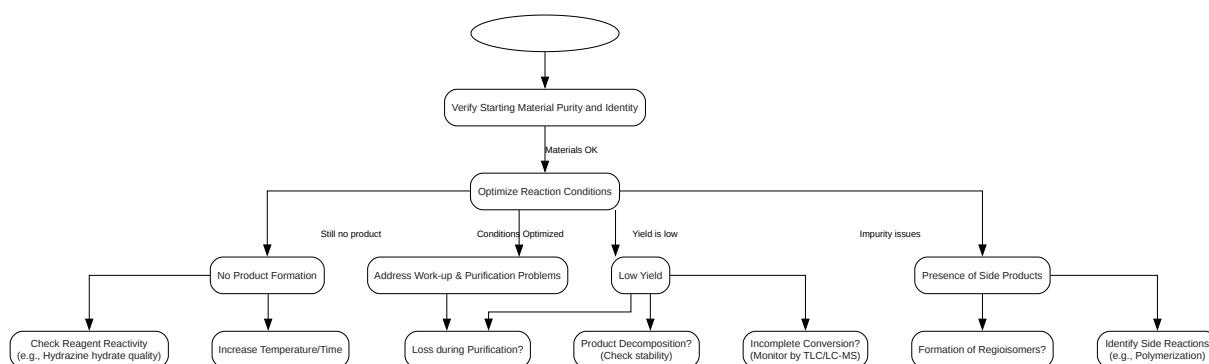 Verify Starting Material Purity and Identity
Materials OK
Optimize Reaction Conditions
Still no product
Conditions Optimized
Yield is low
Impurity issues
No Product Formation
Address Work-up & Purification Problems
Low Yield
Presence of Side Products
Check Reagent Reactivity
(e.g., Hydrazine hydrate quality)
Increase Temperature/Time
Loss during Purification?
Product Decomposition?
(Check stability)
Incomplete Conversion?
(Monitor by TLC/LC-MS)
Formation of Regioisomers?
Identify Side Reactions
(e.g., Polymerization)